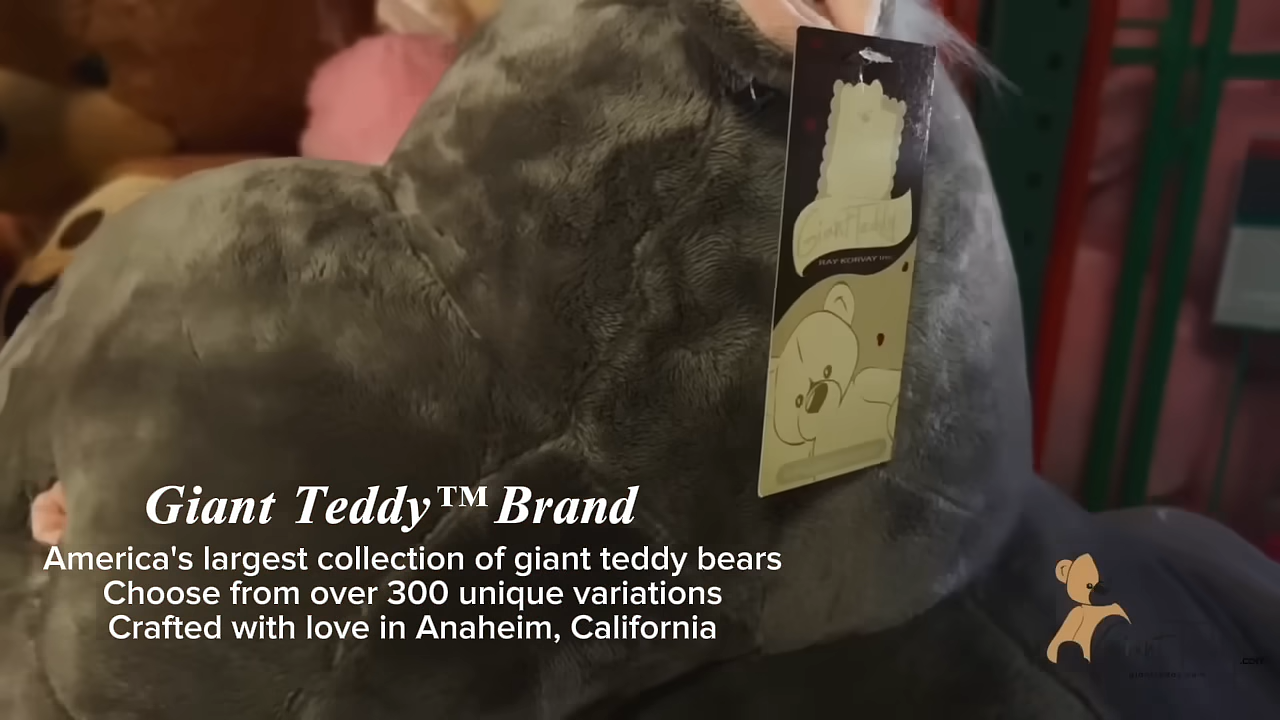 Giant Teddy
RAY KORVAY INC.
Giant Teddy™ Brand
America's largest collection of giant teddy bears
Choose from over 300 unique variations
Crafted with love in Anaheim, California
.com